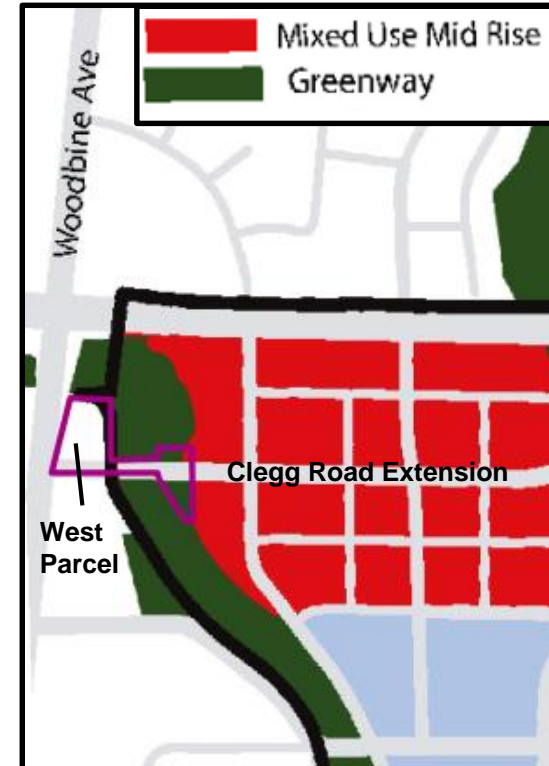 Mixed Use Mid Rise
Greenway
Woodbine Ave
Clegg Road Extension
West
Parcel